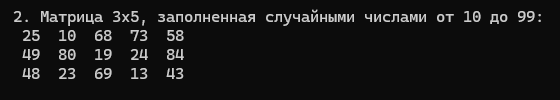 2. Матрица 3x5, заполненная случайными числами от 10 до 99:
25 10 68 73 58
49 80 19 24 84
48 23 69 13 43